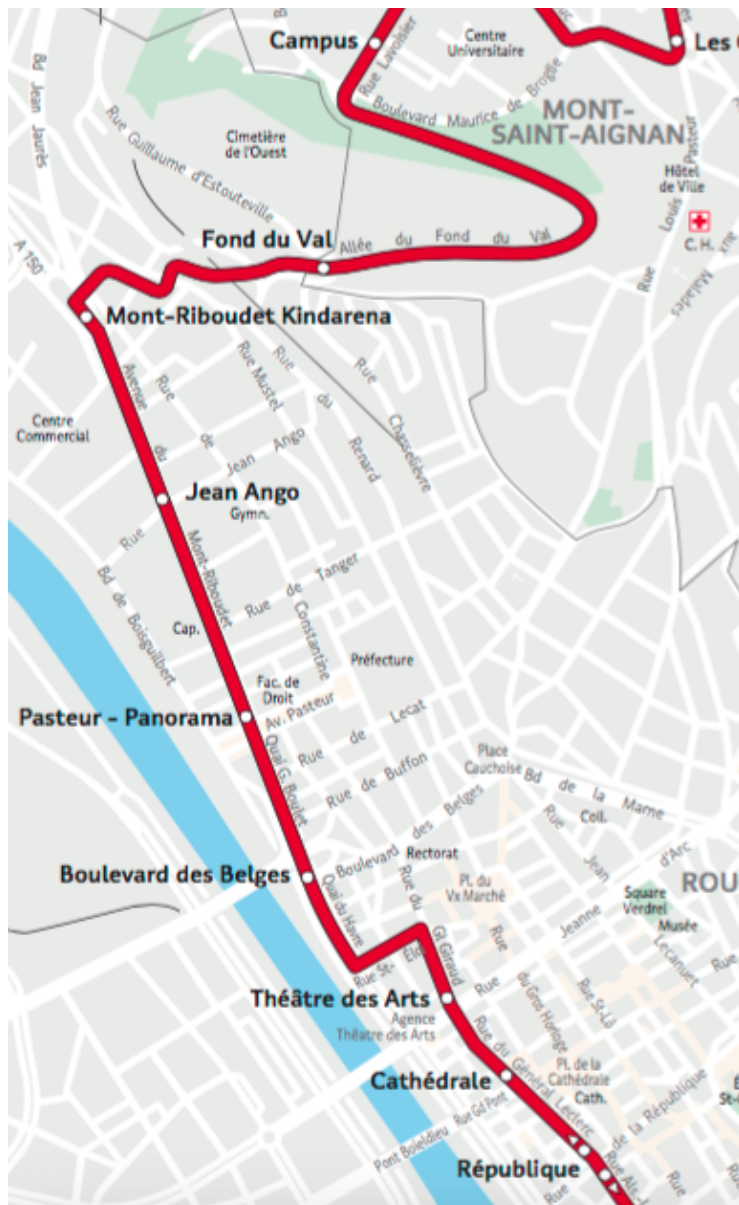 Campus
Centre
Universitaire
Les
Rue Lavoisier
Boulevard Maurice de Broglie
MONT-
SAINT-AIGNAN
Bd Jean Jaurès
Rue Guillaume d'Estouteville
Cimetière
de l'Ouest
Hôtel
de Ville
C. H.
Rue Louis Pasteur
aux Malades
Fond du Val
Allée du Fond du Val
A 150
Mont-Riboudet Kindarena
Centre
Commercial
Avenue du Mont-Riboudet
Rue de
Rue Mustel
Rue du Renard
Rue Chasselièvre
Rue Jean Ango
Jean Ango
Gymn.
Bd de Boisguilbert
Rue de Tanger
Constantine
Cap.
Préfecture
Fac. de
Droit
Av. Pasteur
Pasteur - Panorama
Quai G. Boulet
Rue de Lecat
Rue de Buffon
Place
Cauchoise
Bd de la Marne
Coll.
Boulevard des Belges
Boulevard des Belges
Rectorat
Pl. du
Vx Marché
Rue Jean
Rue Jeanne d'Arc
Square
Verdrel
Musée
ROU
Lecanuet
Rue
Quai du Havre
Rue St-Éloi
Rue du Gl Giraud
Rue du Gros Horloge
Rue St-Lô
Théâtre des Arts
Agence
Théatre des Arts
Rue du Général Leclerc
Pl. de la
Cathédrale
Cath.
Cathédrale
Pont Boieldieu
Rue Gd Pont
de la République
République
Rue
Rue Als.-L
Rue
É
St-